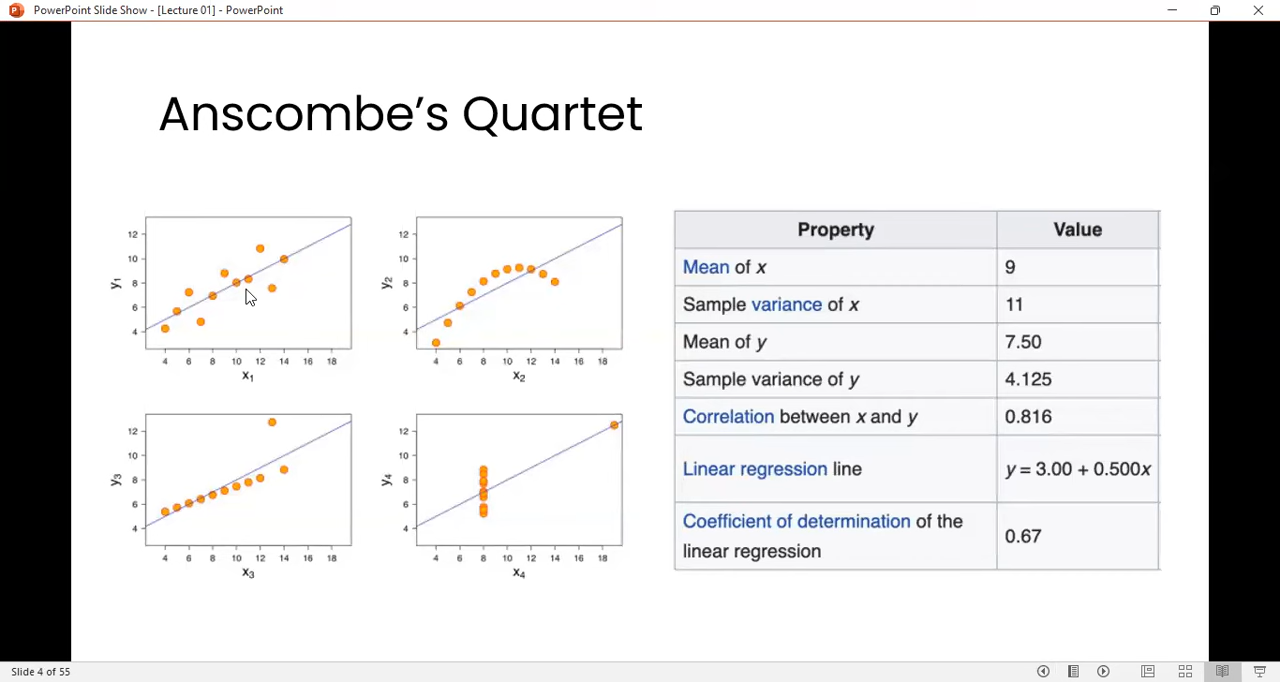 PowerPoint Slide Show - [Lecture 01] - PowerPoint
Anscombe’s Quartet
12
10
8
6
4
y1
4 6 8 10 12 14 16 18
x1
12
10
8
6
4
y2
4 6 8 10 12 14 16 18
x2
12
10
8
6
4
y3
4 6 8 10 12 14 16 18
x3
12
10
8
6
4
y4
4 6 8 10 12 14 16 18
x4
Property Value
Mean of x 9
Sample variance of x 11
Mean of y 7.50
Sample variance of y 4.125
Correlation between x and y 0.816
Linear regression line y = 3.00 + 0.500x
Coefficient of determination of the
linear regression 0.67
Slide 4 of 55